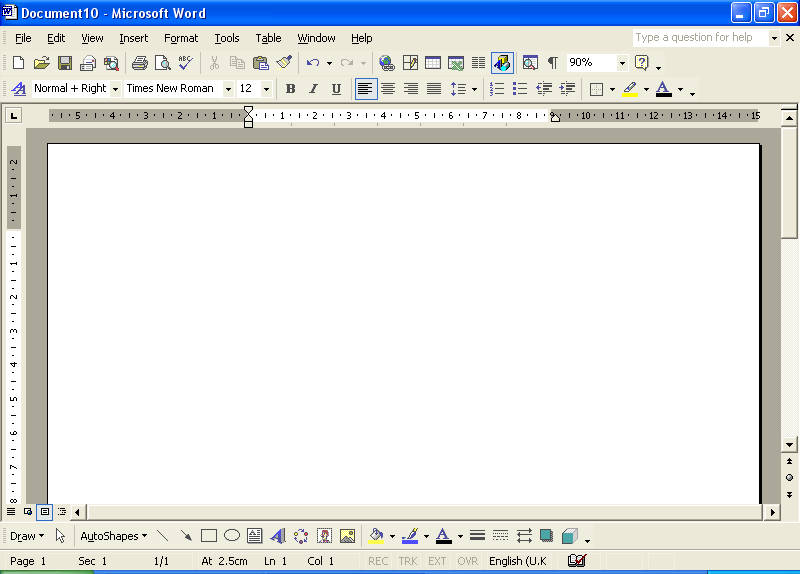 Document10 - Microsoft Word
File Edit View Insert Format Tools Table Window Help Type a question for help
ABC 90% ?
Normal + Right Times New Roman 12 B I U A
L 5 4 3 2 1 1 2 3 4 5 6 7 8 9 10 11 12 13 14 15
2
1
1
2
3
4
5
6
7
8
Draw AutoShapes A A
Page 1 Sec 1 1/1 At 2.5cm Ln 1 Col 1 REC TRK EXT OVR English (U.K